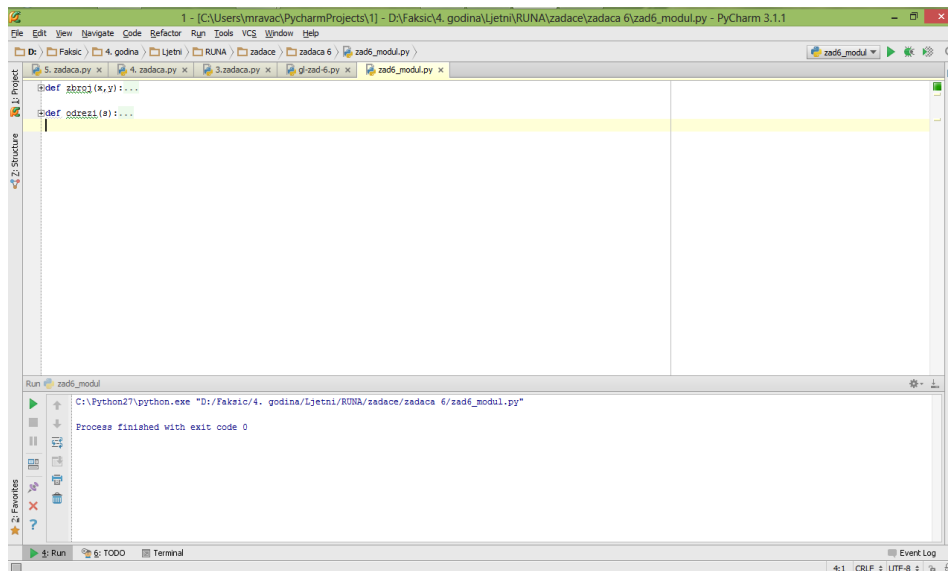 1 - [C:\Users\mravac\PycharmProjects\1] - D:\Faksic\4. godina\Ljetni\RUNA\zadace\zadaca 6\zad6_modul.py - PyCharm 3.1.1
File Edit View Navigate Code Refactor Run Tools VCS Window Help
D: Faksic 4. godina Ljetni RUNA zadace zadaca 6 zad6_modul.py zad6_modul
5. zadaca.py 4. zadaca.py 3.zadaca.py gl-zad-6.py zad6_modul.py
1: Project
Z: Structure
def zbroj(x,y):...
def odrezi(s):...
Run zad6_modul
C:\Python27\python.exe "D:/Faksic/4. godina/Ljetni/RUNA/zadace/zadaca 6/zad6_modul.py"
Process finished with exit code 0
2: Favorites
4: Run 6: TODO Terminal Event Log
4:1 CRLF UTF-8